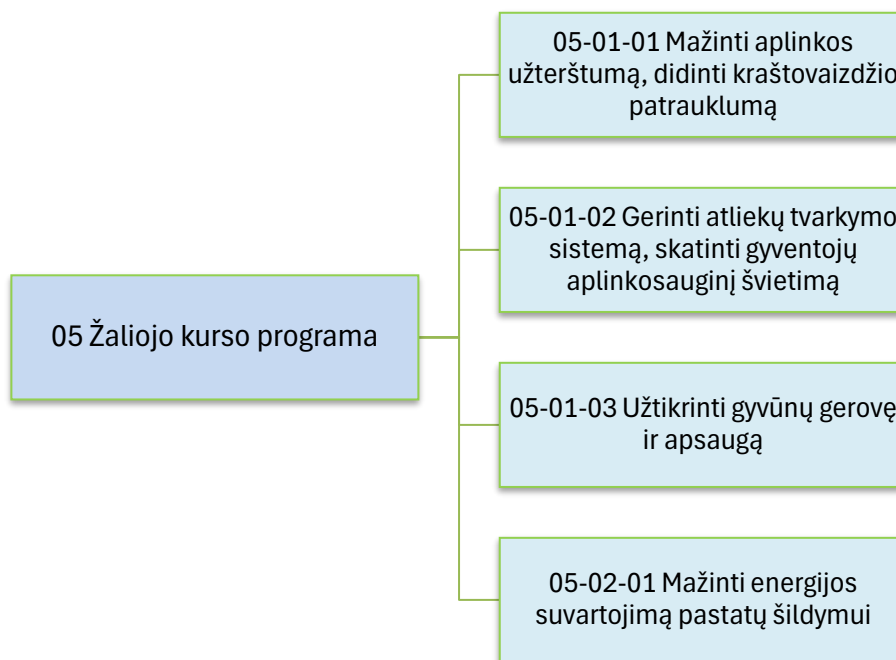 05 Žaliojo kurso programa
05-01-01 Mažinti aplinkos
užterštumą, didinti kraštovaizdžio
patrauklumą
05-01-02 Gerinti atliekų tvarkymo
sistemą, skatinti gyventojų
aplinkosauginį švietimą
05-01-03 Užtikrinti gyvūnų gerovę
ir apsaugą
05-02-01 Mažinti energijos
suvartojimą pastatų šildymui